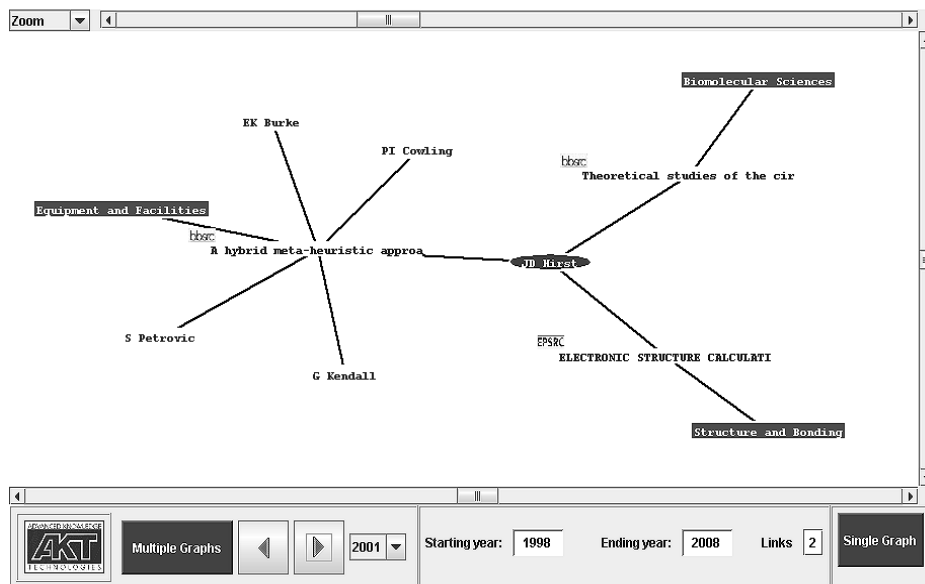 Zoom
Biomolecular Sciences
EK Burke
PI Cowling
bbsrc
Theoretical studies of the cir
Equipment and Facilities
bbsrc
A hybrid meta-heuristic approa
JD Hirst
S Petrovic
EPSRC
ELECTRONIC STRUCTURE CALCULATI
G Kendall
Structure and Bonding
ADVANCED KNOWLEDGE
AKT
TECHNOLOGIES
Multiple Graphs
2001
Starting year: 1998
Ending year: 2008
Links 2
Single Graph